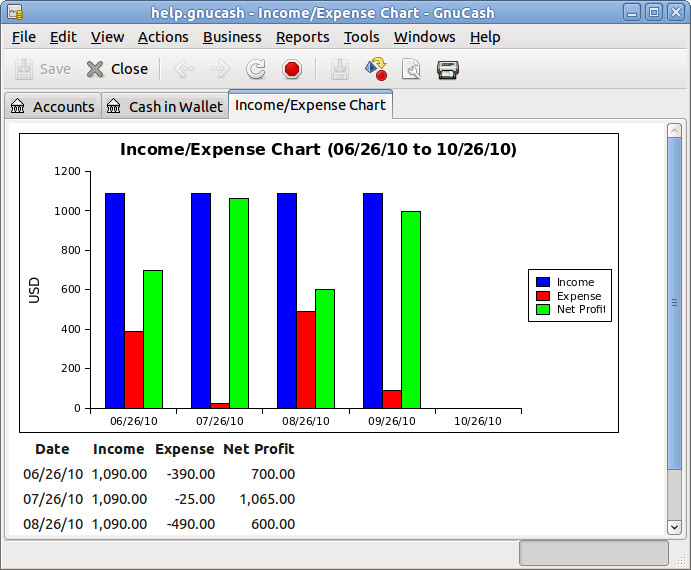 help.gnucash - Income/Expense Chart - GnuCash
File Edit View Actions Business Reports Tools Windows Help
Save Close
Accounts Cash in Wallet Income/Expense Chart
Income/Expense Chart (06/26/10 to 10/26/10)
1200
1000
800
600
400
200
0
USD
06/26/10 07/26/10 08/26/10 09/26/10 10/26/10
Income
Expense
Net Profit
Date Income Expense Net Profit
06/26/10 1,090.00 -390.00 700.00
07/26/10 1,090.00 -25.00 1,065.00
08/26/10 1,090.00 -490.00 600.00